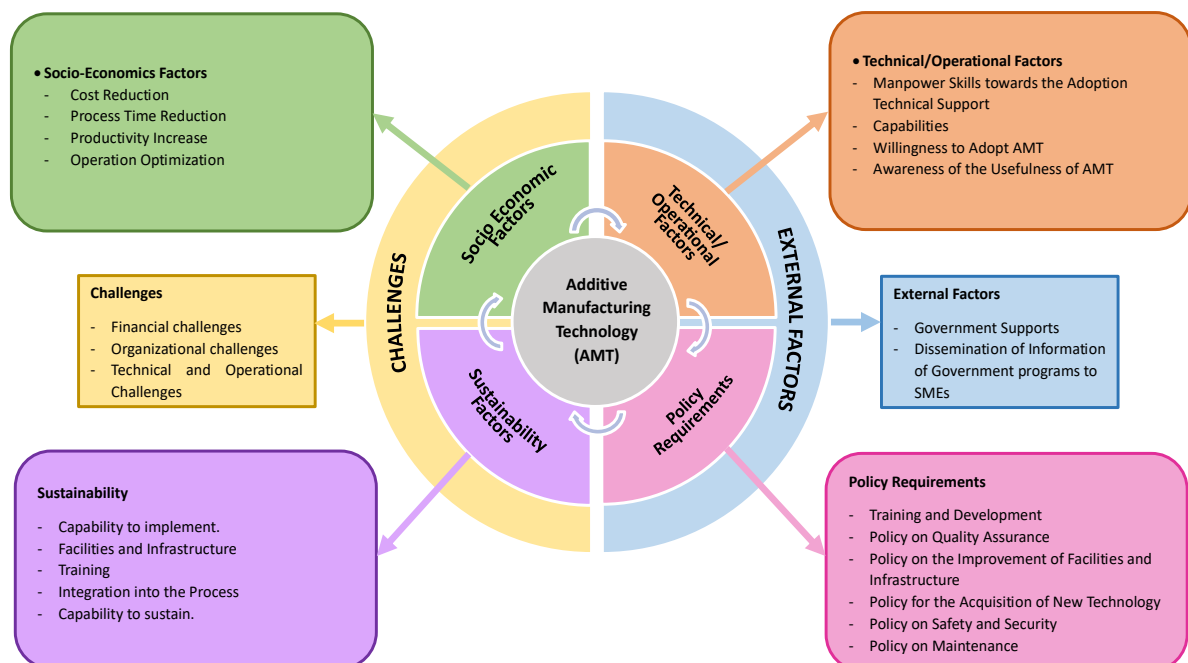 • Socio-Economics Factors
- Cost Reduction
- Process Time Reduction
- Productivity Increase
- Operation Optimization
• Technical/Operational Factors
- Manpower Skills towards the Adoption
Technical Support
- Capabilities
- Willingness to Adopt AMT
- Awareness of the Usefulness of AMT
Socio Economic
Factors
Technical/
Operational
Factors
CHALLENGES
EXTERNAL FACTORS
Additive
Manufacturing
Technology
(AMT)
Sustainability
Factors
Policy
Requirements
Challenges
- Financial challenges
- Organizational challenges
- Technical and Operational
Challenges
External Factors
- Government Supports
- Dissemination of Information
of Government programs to
SMEs
Sustainability
- Capability to implement.
- Facilities and Infrastructure
- Training
- Integration into the Process
- Capability to sustain.
Policy Requirements
- Training and Development
- Policy on Quality Assurance
- Policy on the Improvement of Facilities and
Infrastructure
- Policy for the Acquisition of New Technology
- Policy on Safety and Security
- Policy on Maintenance